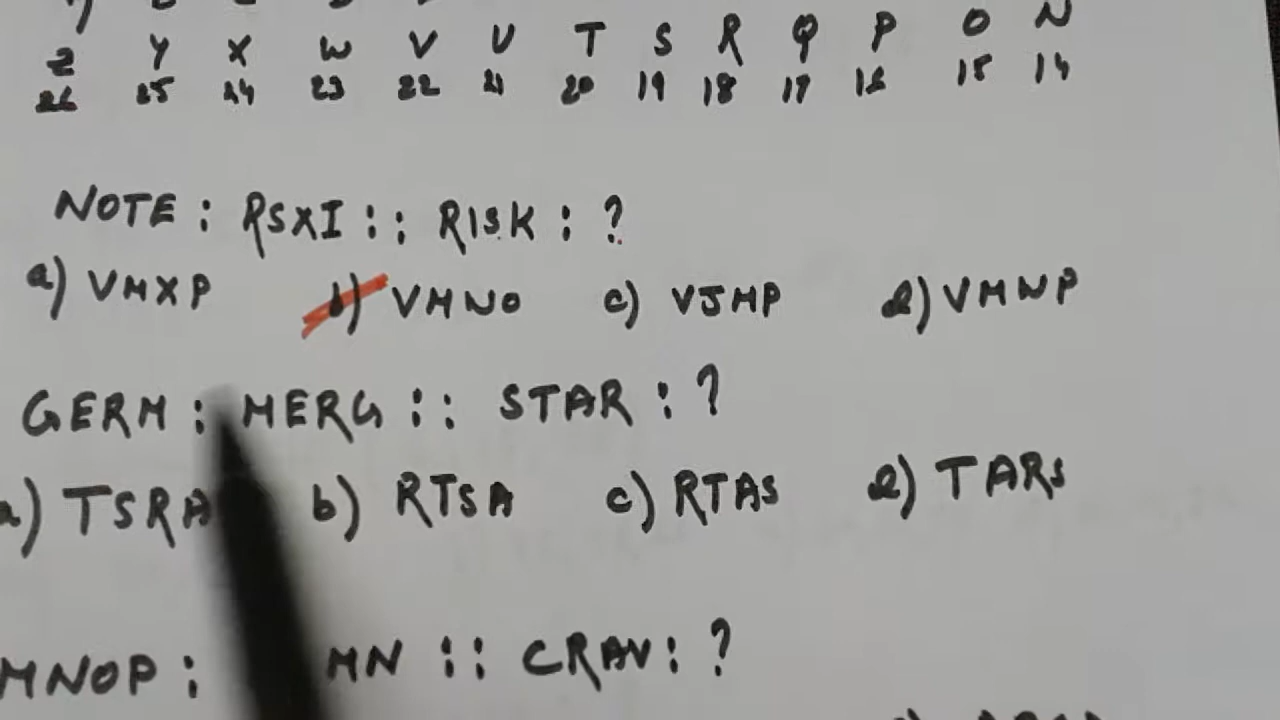 Z Y X W V U T S R Q P O N
26 25 24 23 22 21 20 19 18 17 16 15 14
NOTE : RSXI :: RISK : ?
a) VMXP b) VMNO c) VJMP d) VMNP
GERM : MERG :: STAR : ?
a) TSRA b) RTSA c) RTAS d) TARS
MNOP : MN :: CRAV : ?